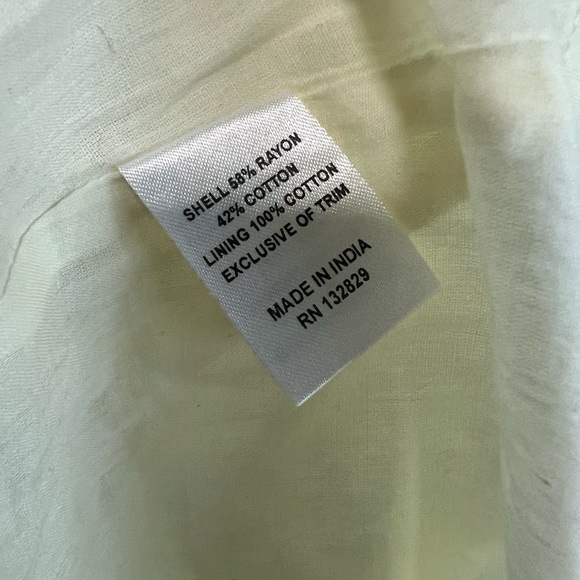 SHELL 58% RAYON
42% COTTON
LINING 100% COTTON
EXCLUSIVE OF TRIM
MADE IN INDIA
RN 132829